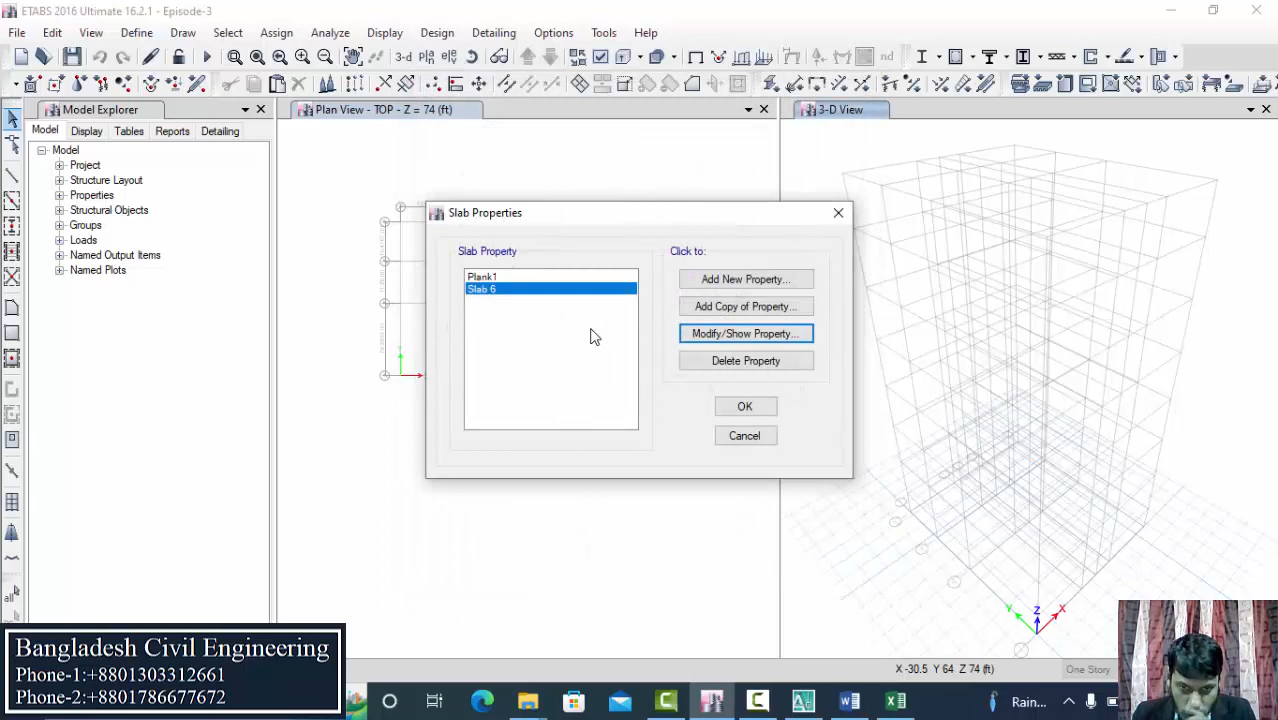 ETABS 2016 Ultimate 16.2.1 - Episode-3
File Edit View Define Draw Select Assign Analyze Display Design Detailing Options Tools Help
3-d nd
Model Explorer
Plan View - TOP - Z = 74 (ft)
3-D View
Model Display Tables Reports Detailing
Model
Project
Structure Layout
Properties
Structural Objects
Groups
Loads
Named Output Items
Named Plots
Slab Properties
Slab Property
Click to:
Plank1
Slab 6
Add New Property...
Add Copy of Property...
Modify/Show Property...
Delete Property
OK
Cancel
all
Y Z X
X -30.5 Y 64 Z 74 (ft)
One Story
Bangladesh Civil Engineering
Phone-1:+8801303312661
Phone-2:+8801786677672
Rain...